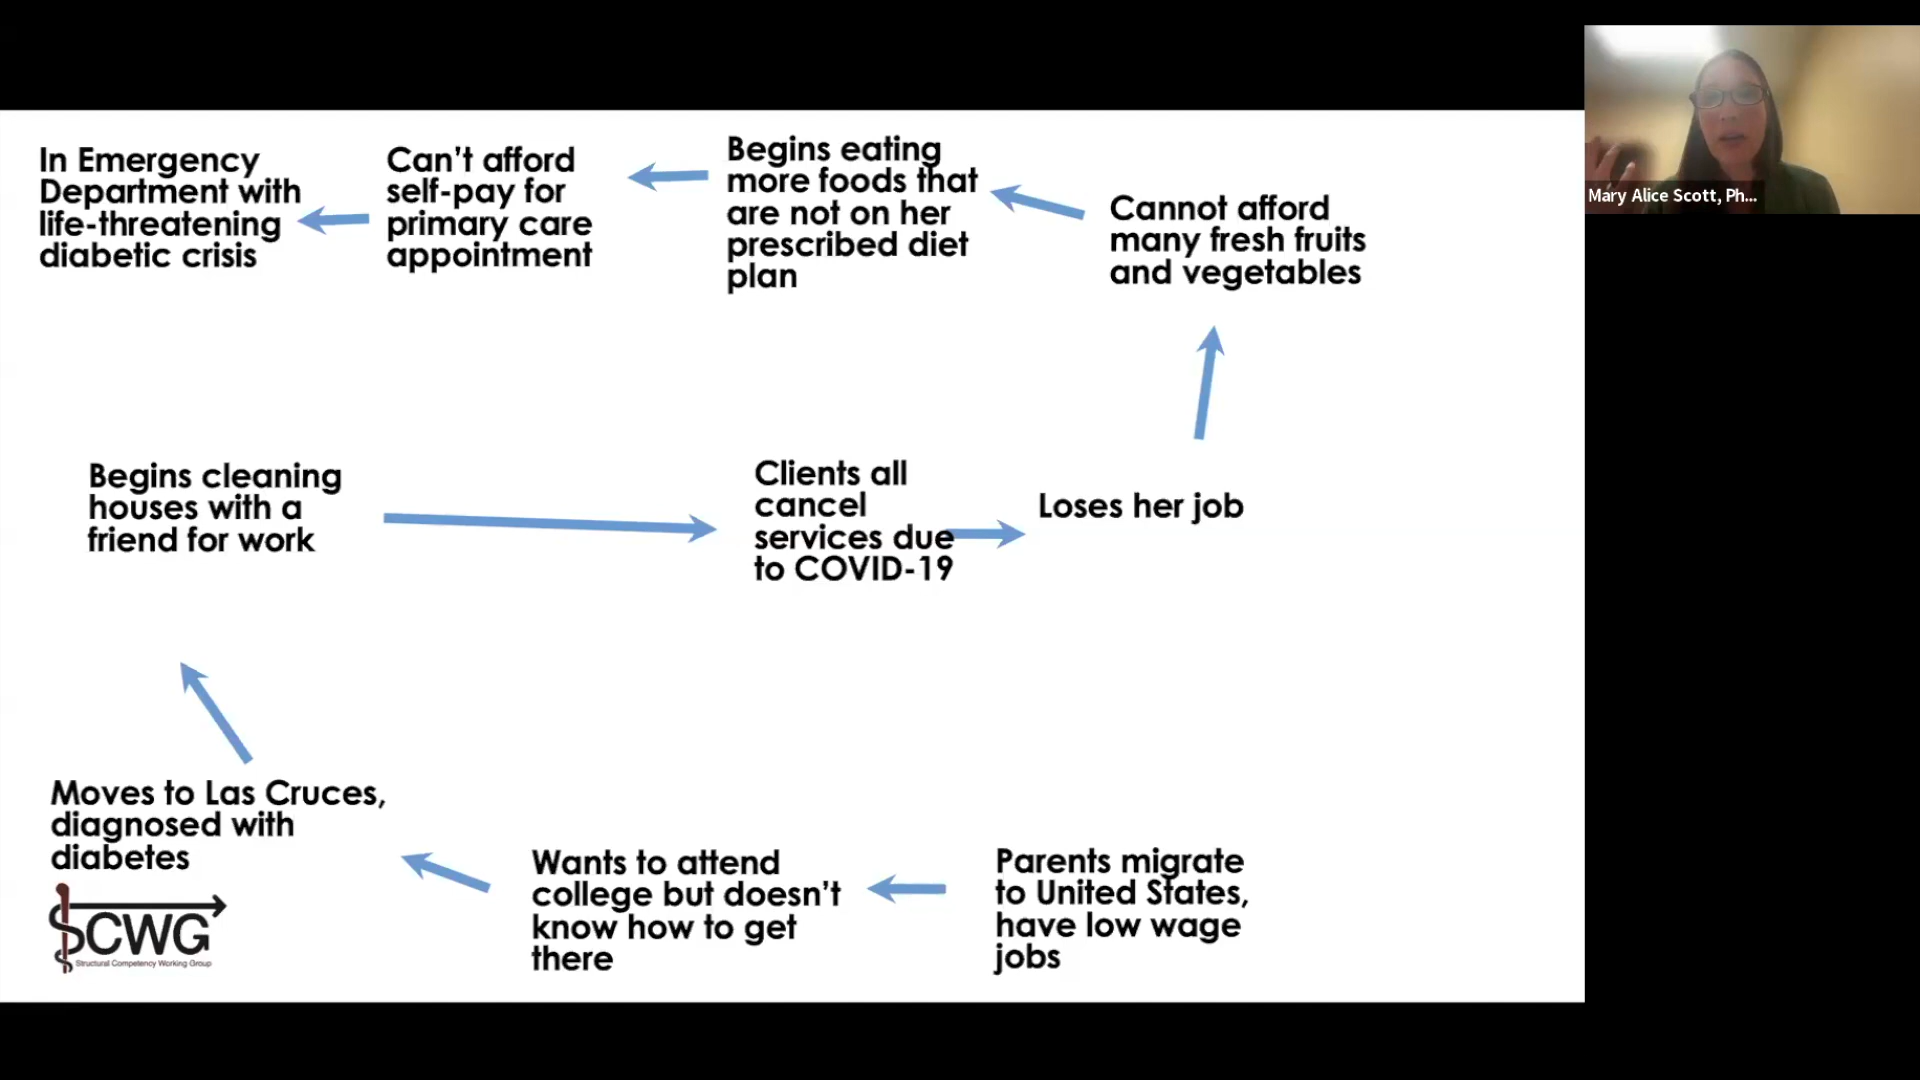 In Emergency
Department with
life-threatening
diabetic crisis
Can't afford
self-pay for
primary care
appointment
Begins eating
more foods that
are not on her
prescribed diet
plan
Cannot afford
many fresh fruits
and vegetables
Mary Alice Scott, Ph...
Begins cleaning
houses with a
friend for work
Clients all
cancel
services due
to COVID-19
Loses her job
Moves to Las Cruces,
diagnosed with
diabetes
Wants to attend
college but doesn't
know how to get
there
Parents migrate
to United States,
have low wage
jobs
SCWG
Structural Competency Working Group